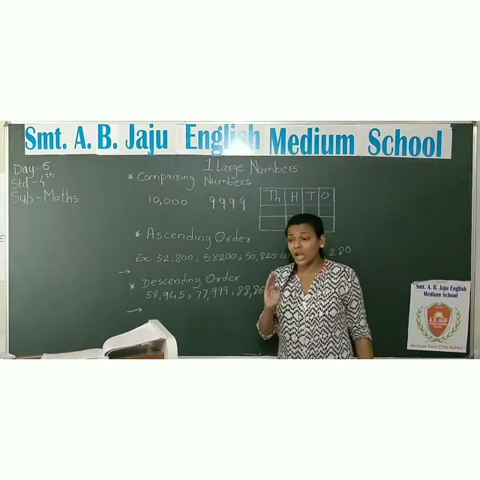 Smt. A. B. Jaju English Medium School
Day-5
Std-4th
Sub-Maths
1 Large Numbers
* Comparing Numbers
10,000 9999
Th H T O
* Ascending Order
Ex. 52,800, 58200, 50,820 280
→
* Descending Order
58,945, 77,999, 88,86
→
Smt. A. B. Jaju English
Medium School